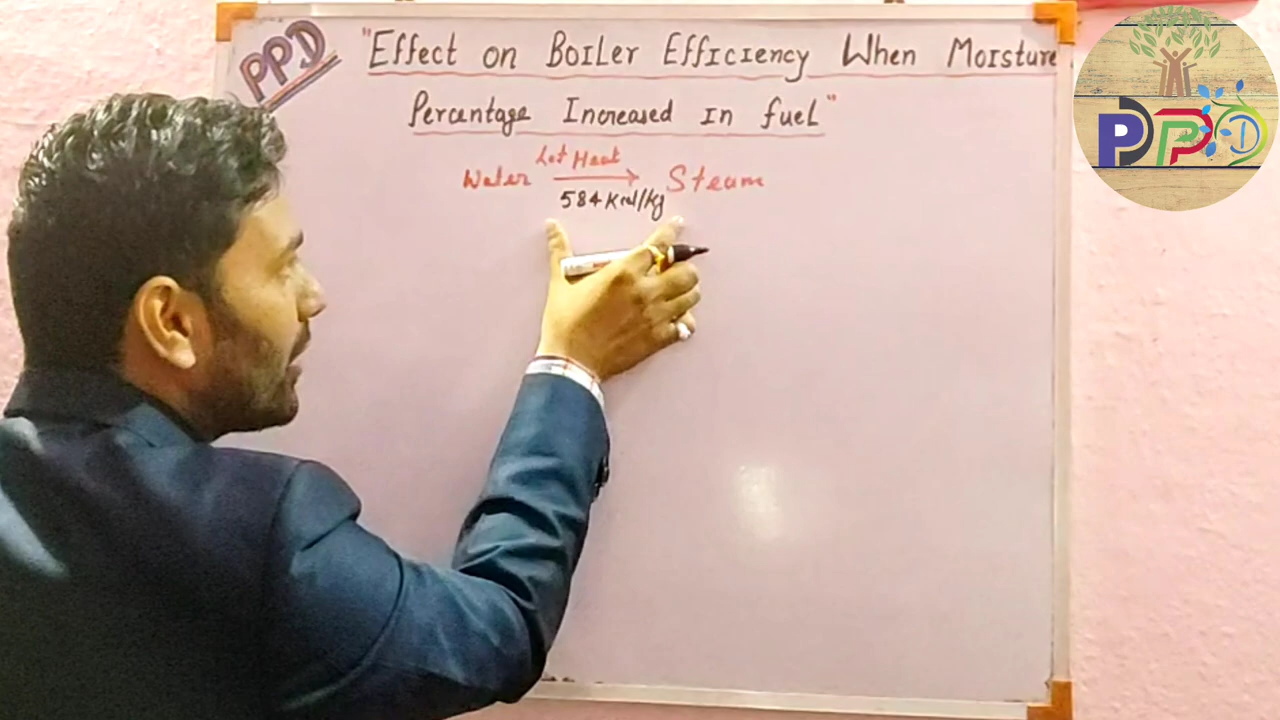 PPD
"Effect on Boiler Efficiency When Moisture
Percentage Increased In fuel"
Lat Heat
Water → Steam
584 Kcal/Kg
PPD